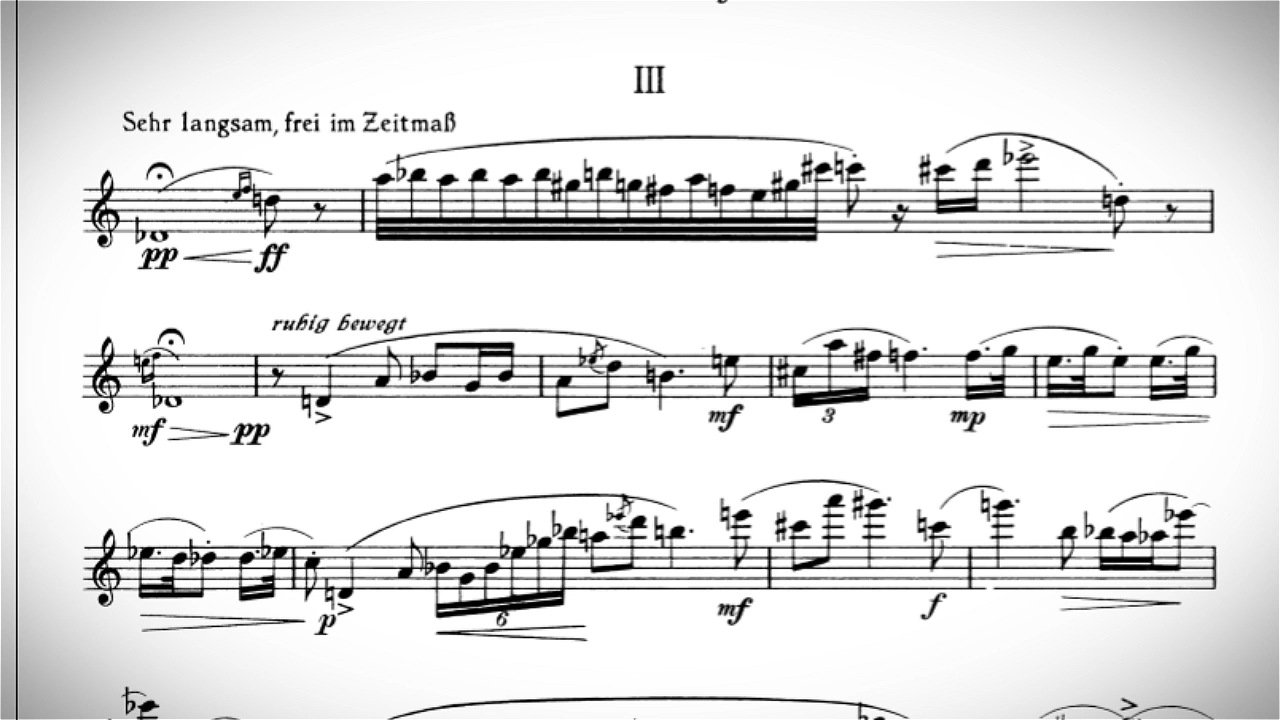 III
Sehr langsam, frei im Zeitmaß
pp ff
ruhig bewegt
mf pp mf 3 mp
p 6 mf f